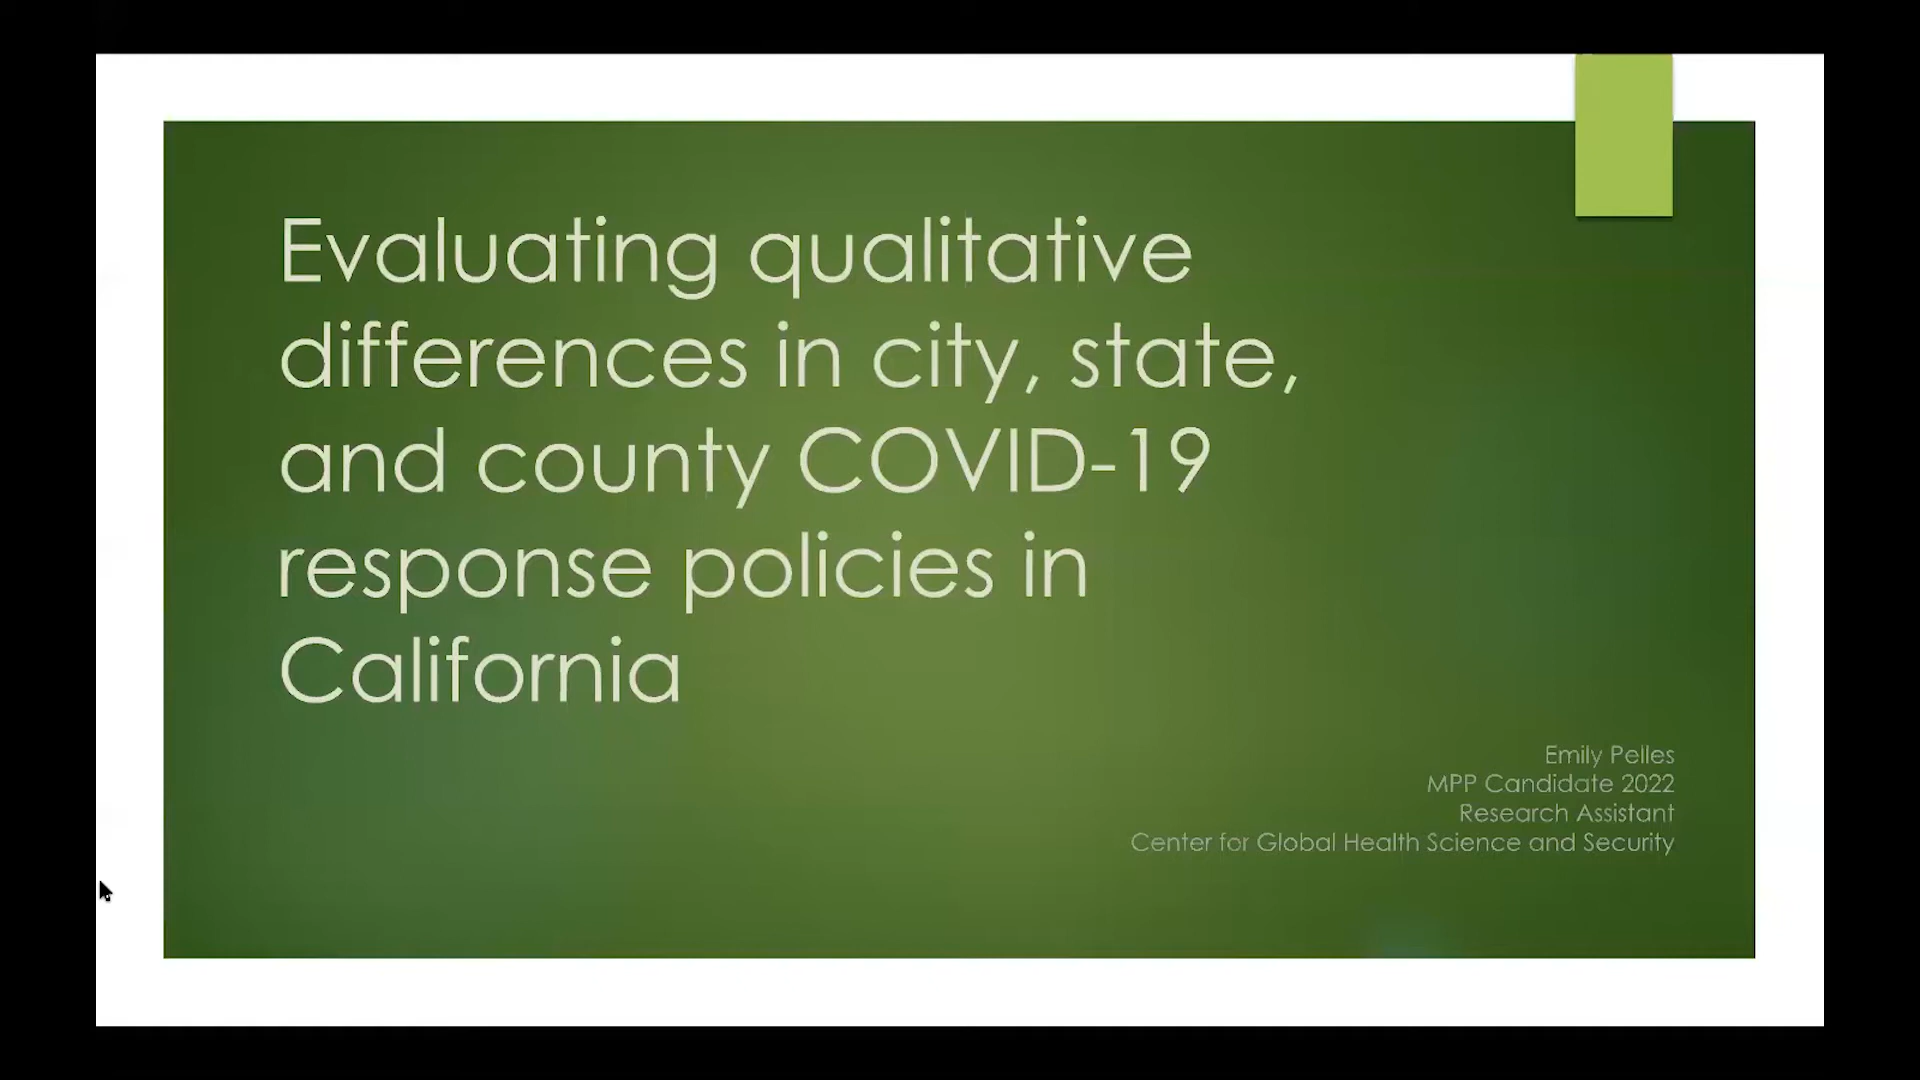 Evaluating qualitative
differences in city, state,
and county COVID-19
response policies in
California
Emily Pelles
MPP Candidate 2022
Research Assistant
Center for Global Health Science and Security